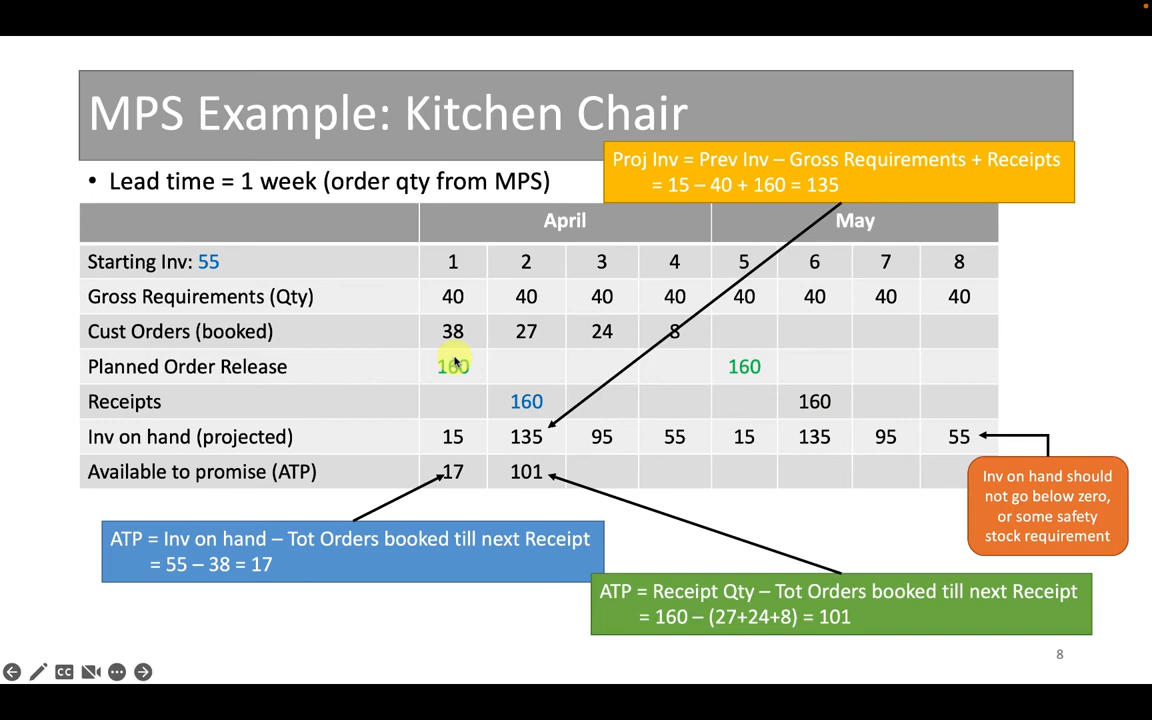 MPS Example: Kitchen Chair
Proj Inv = Prev Inv – Gross Requirements + Receipts
= 15 – 40 + 160 = 135
• Lead time = 1 week (order qty from MPS)
April May
Starting Inv: 55 1 2 3 4 5 6 7 8
Gross Requirements (Qty) 40 40 40 40 40 40 40 40
Cust Orders (booked) 38 27 24 8
Planned Order Release 160 160
Receipts 160 160
Inv on hand (projected) 15 135 95 55 15 135 95 55
Available to promise (ATP) 17 101
Inv on hand should
not go below zero,
or some safety
stock requirement
ATP = Inv on hand – Tot Orders booked till next Receipt
= 55 – 38 = 17
ATP = Receipt Qty – Tot Orders booked till next Receipt
= 160 – (27+24+8) = 101
8
CC